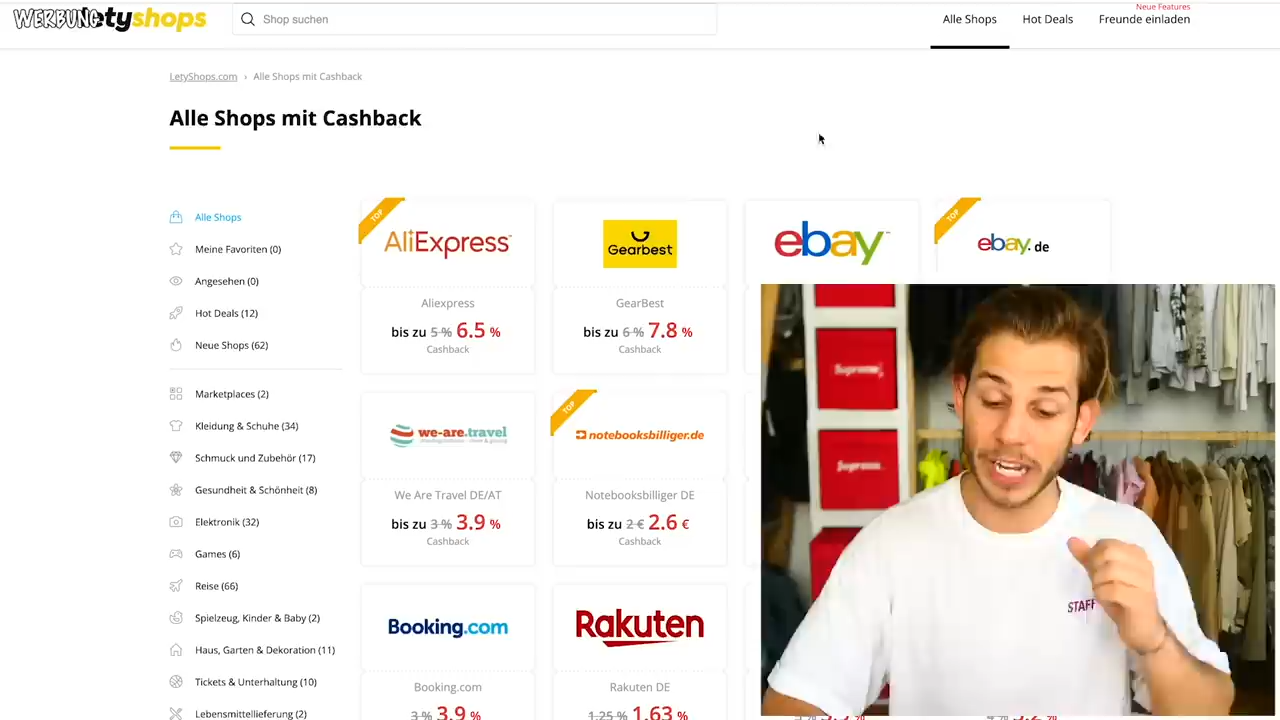 WERBUNG
letyshops
Shop suchen
Alle Shops
Hot Deals
Neue Features
Freunde einladen
LetyShops.com › Alle Shops mit Cashback
Alle Shops mit Cashback
Alle Shops
Meine Favoriten (0)
Angesehen (0)
Hot Deals (12)
Neue Shops (62)
Marketplaces (2)
Kleidung & Schuhe (34)
Schmuck und Zubehör (17)
Gesundheit & Schönheit (8)
Elektronik (32)
Games (6)
Reise (66)
Spielzeug, Kinder & Baby (2)
Haus, Garten & Dekoration (11)
Tickets & Unterhaltung (10)
Lebensmittellieferung (2)
TOP
AliExpress™
Aliexpress
bis zu 5 % 6.5 %
Cashback
Gearbest
GearBest
bis zu 6 % 7.8 %
Cashback
ebay™
TOP
ebay.de
we-are.travel
We Are Travel DE/AT
bis zu 3 % 3.9 %
Cashback
TOP
notebooksbilliger.de
Notebooksbilliger DE
bis zu 2 € 2.6 €
Cashback
Booking.com
Booking.com
3 % 3.9 %
Rakuten
Rakuten DE
1.25 % 1.63 %
Supreme
Supreme
STAFF